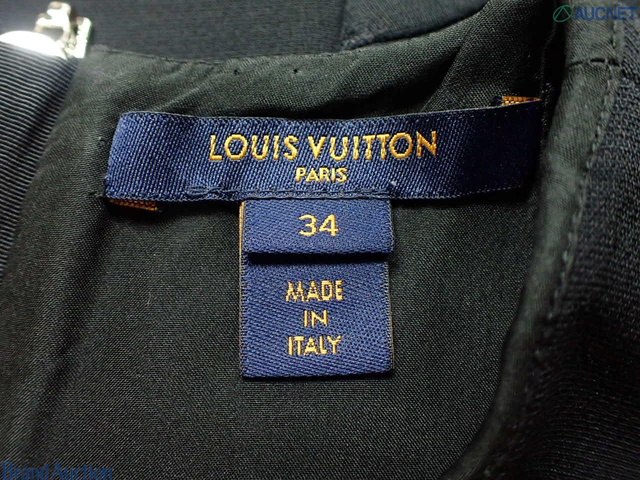 AUCNET
LOUIS VUITTON
PARIS
34
MADE
IN
ITALY
Brand Auction